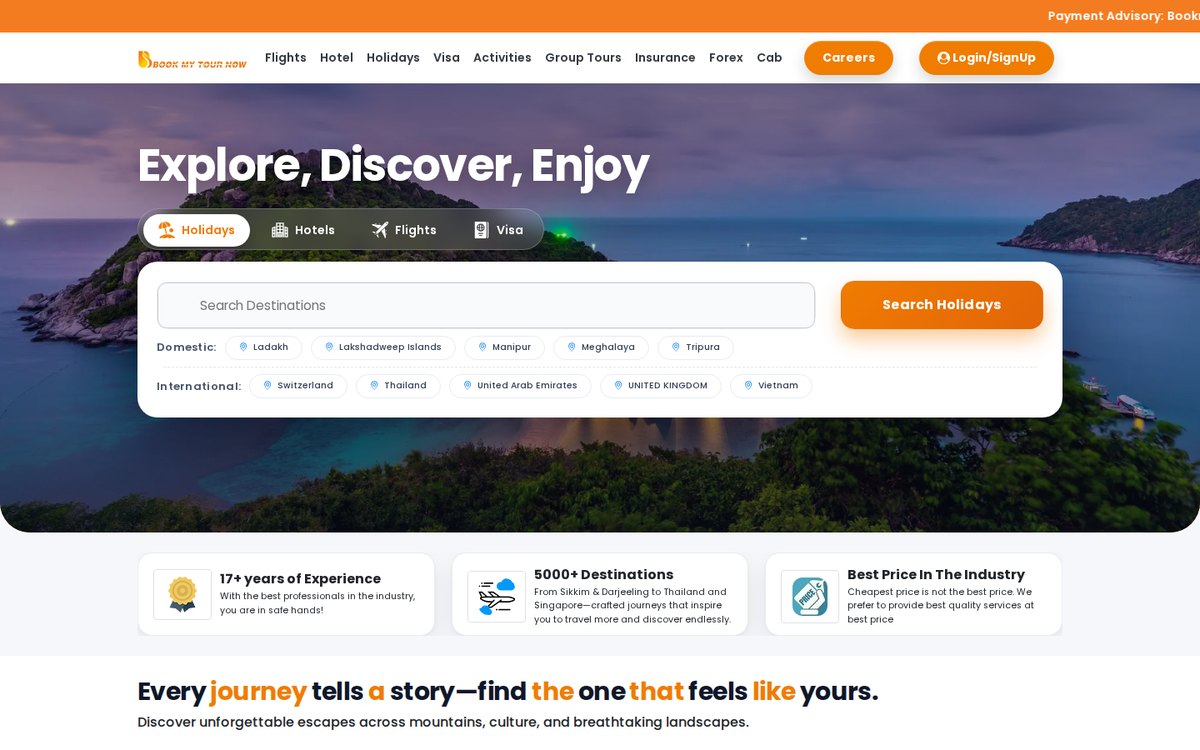 Payment Advisory: Book
BOOK MY TOUR NOW
Flights
Hotel
Holidays
Visa
Activities
Group Tours
Insurance
Forex
Cab
Careers
Login/SignUp
Explore, Discover, Enjoy
Holidays
Hotels
Flights
Visa
Search Destinations
Search Holidays
Domestic:
Ladakh
Lakshadweep Islands
Manipur
Meghalaya
Tripura
International:
Switzerland
Thailand
United Arab Emirates
UNITED KINGDOM
Vietnam
17+ years of Experience
With the best professionals in the industry,
you are in safe hands!
5000+ Destinations
From Sikkim & Darjeeling to Thailand and
Singapore—crafted journeys that inspire
you to travel more and discover endlessly.
PRICE
Best Price In The Industry
Cheapest price is not the best price. We
prefer to provide best quality services at
best price
Every journey tells a story—find the one that feels like yours.
Discover unforgettable escapes across mountains, culture, and breathtaking landscapes.